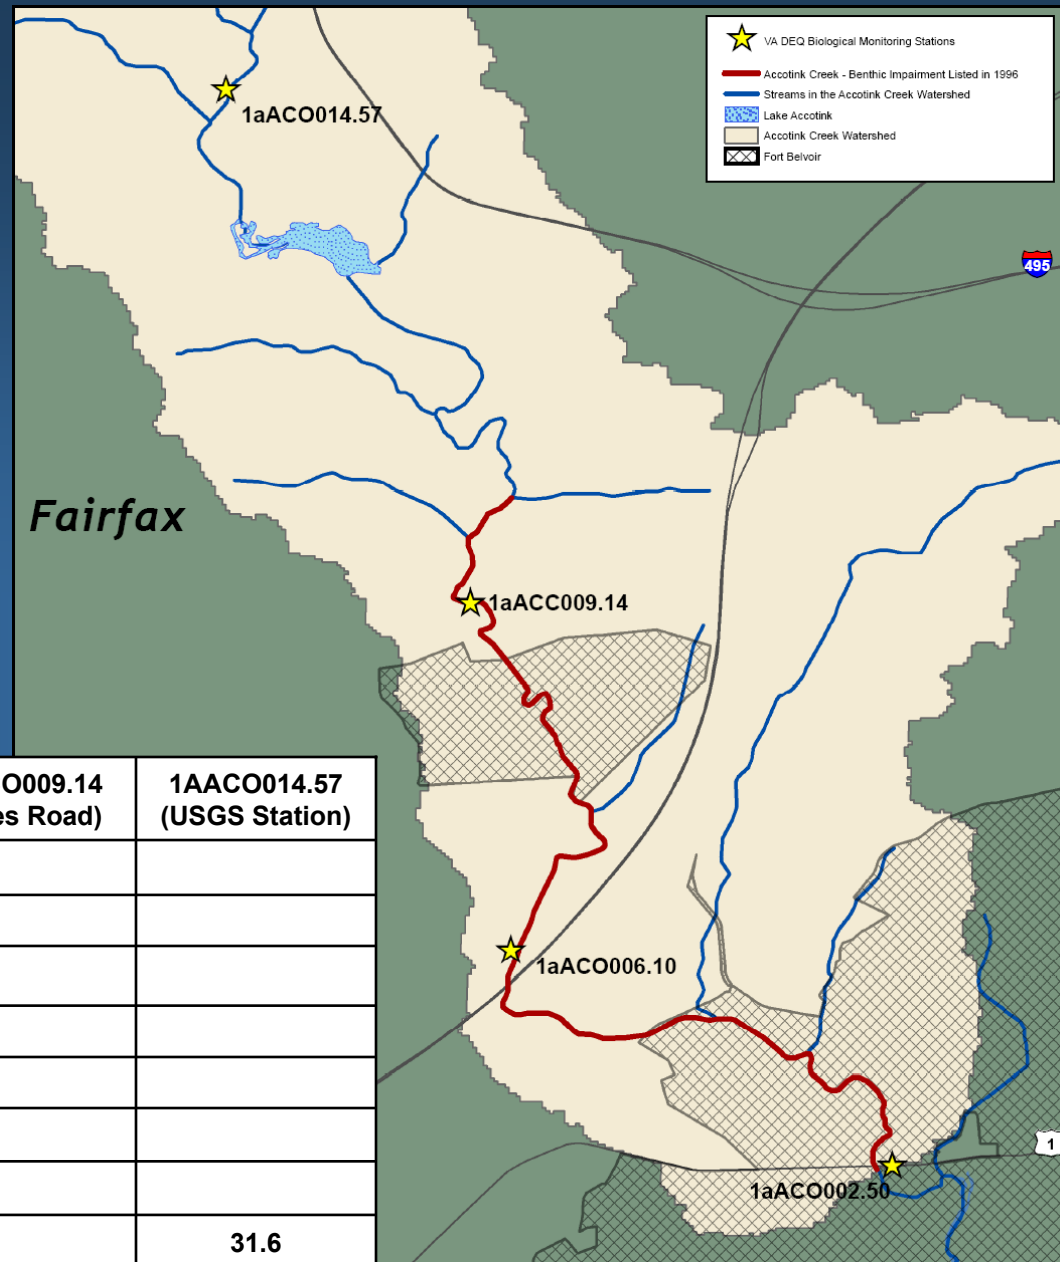 VA DEQ Biological Monitoring Stations
Accotink Creek - Benthic Impairment Listed in 1996
Streams in the Accotink Creek Watershed
Lake Accotink
Accotink Creek Watershed
Fort Belvoir
1aACO014.57
495
Fairfax
1aACC009.14
1aACO006.10
1
1aACO002.50
O009.14
es Road)
1AACO014.57
(USGS Station)
31.6